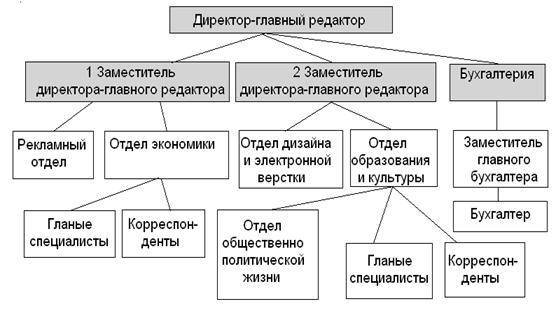 Директор-главный редактор
1 Заместитель
директора-главного редактора
2 Заместитель
директора-главного редактора
Бухгалтерия
Рекламный
отдел
Отдел экономики
Отдел дизайна
и электронной
верстки
Отдел
образования
и культуры
Заместитель
главного
бухгалтера
Бухгалтер
Гланые
специалисты
Корреспон-
денты
Отдел
общественно
политической
жизни
Гланые
специалисты
Корреспон-
денты